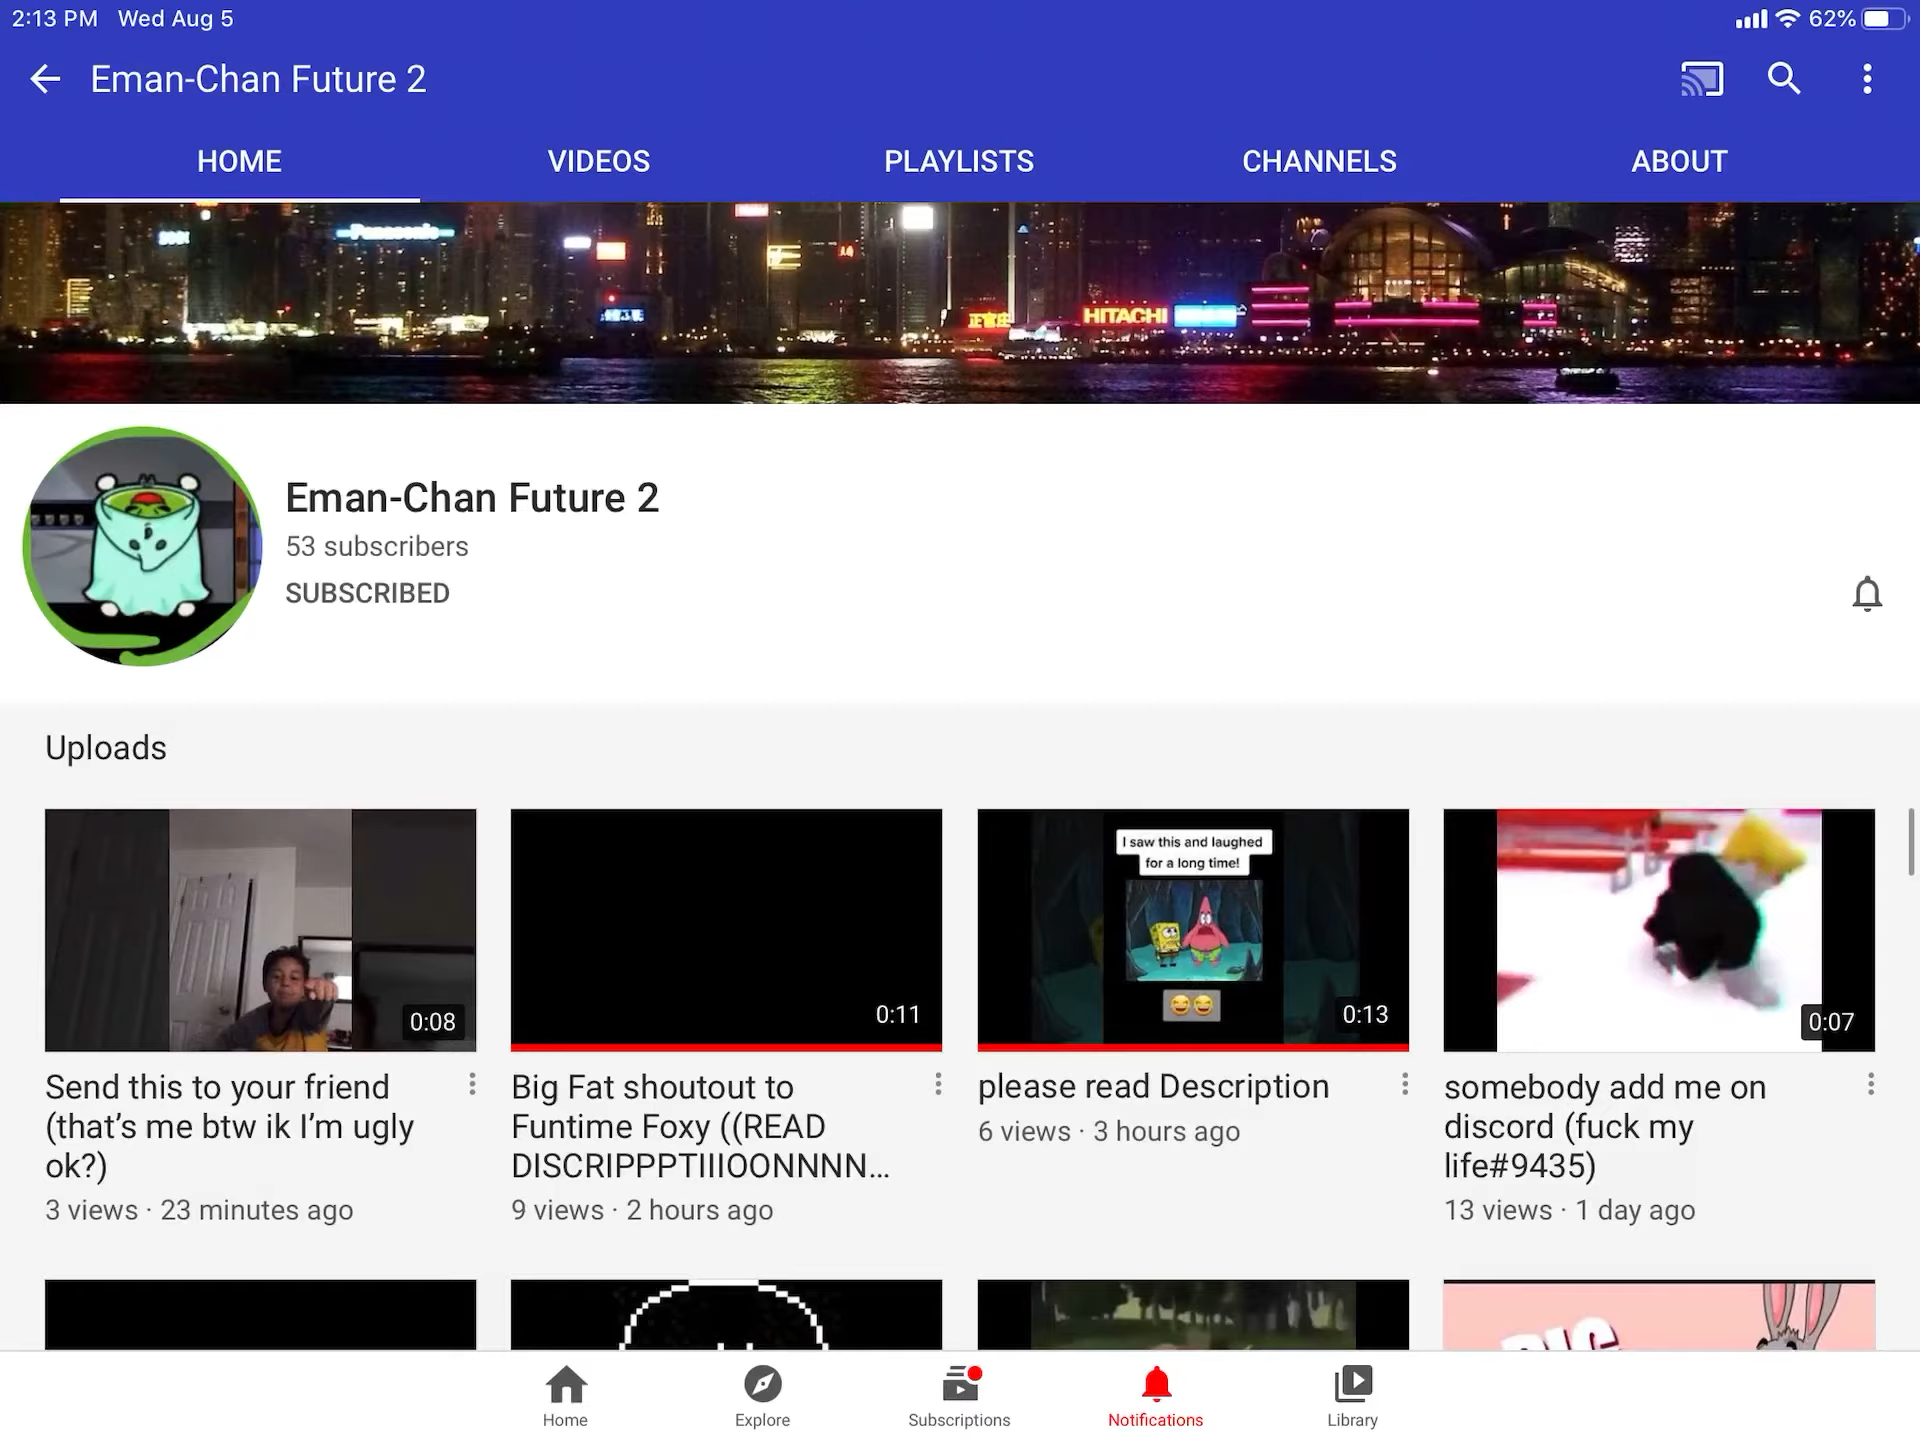 2:13 PM Wed Aug 5
62%
Eman-Chan Future 2
HOME VIDEOS PLAYLISTS CHANNELS ABOUT
Panasonic
正官庄
HITACHI
Eman-Chan Future 2
53 subscribers
SUBSCRIBED
Uploads
0:08
Send this to your friend
(that’s me btw ik I’m ugly
ok?)
3 views · 23 minutes ago
0:11
Big Fat shoutout to
Funtime Foxy ((READ
DISCRIPPPTIIIOONNNN...
9 views · 2 hours ago
I saw this and laughed
for a long time!
0:13
please read Description
6 views · 3 hours ago
0:07
somebody add me on
discord (fuck my
life#9435)
13 views · 1 day ago
Home Explore Subscriptions Notifications Library